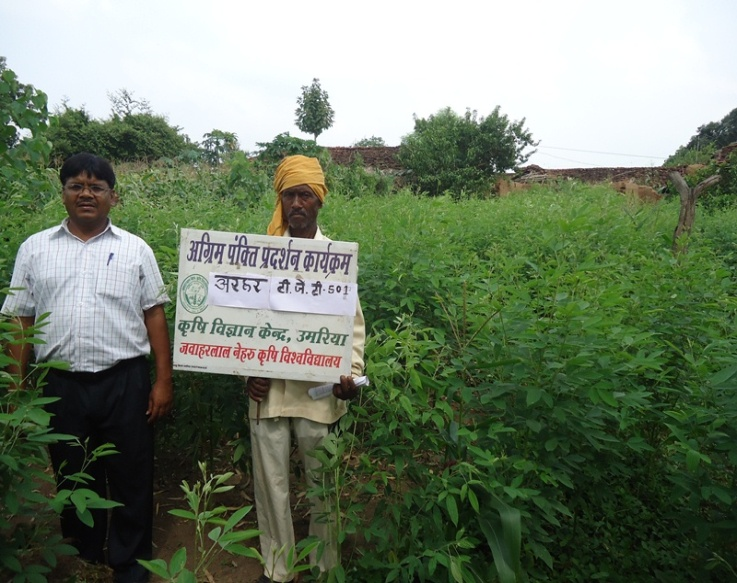 अग्रिम पंक्ति प्रदर्शन कार्यक्रम
अरहर टी.जे.टी-501
कृषि विज्ञान केन्द्र, उमरिया
जवाहरलाल नेहरू कृषि विश्वविद्यालय